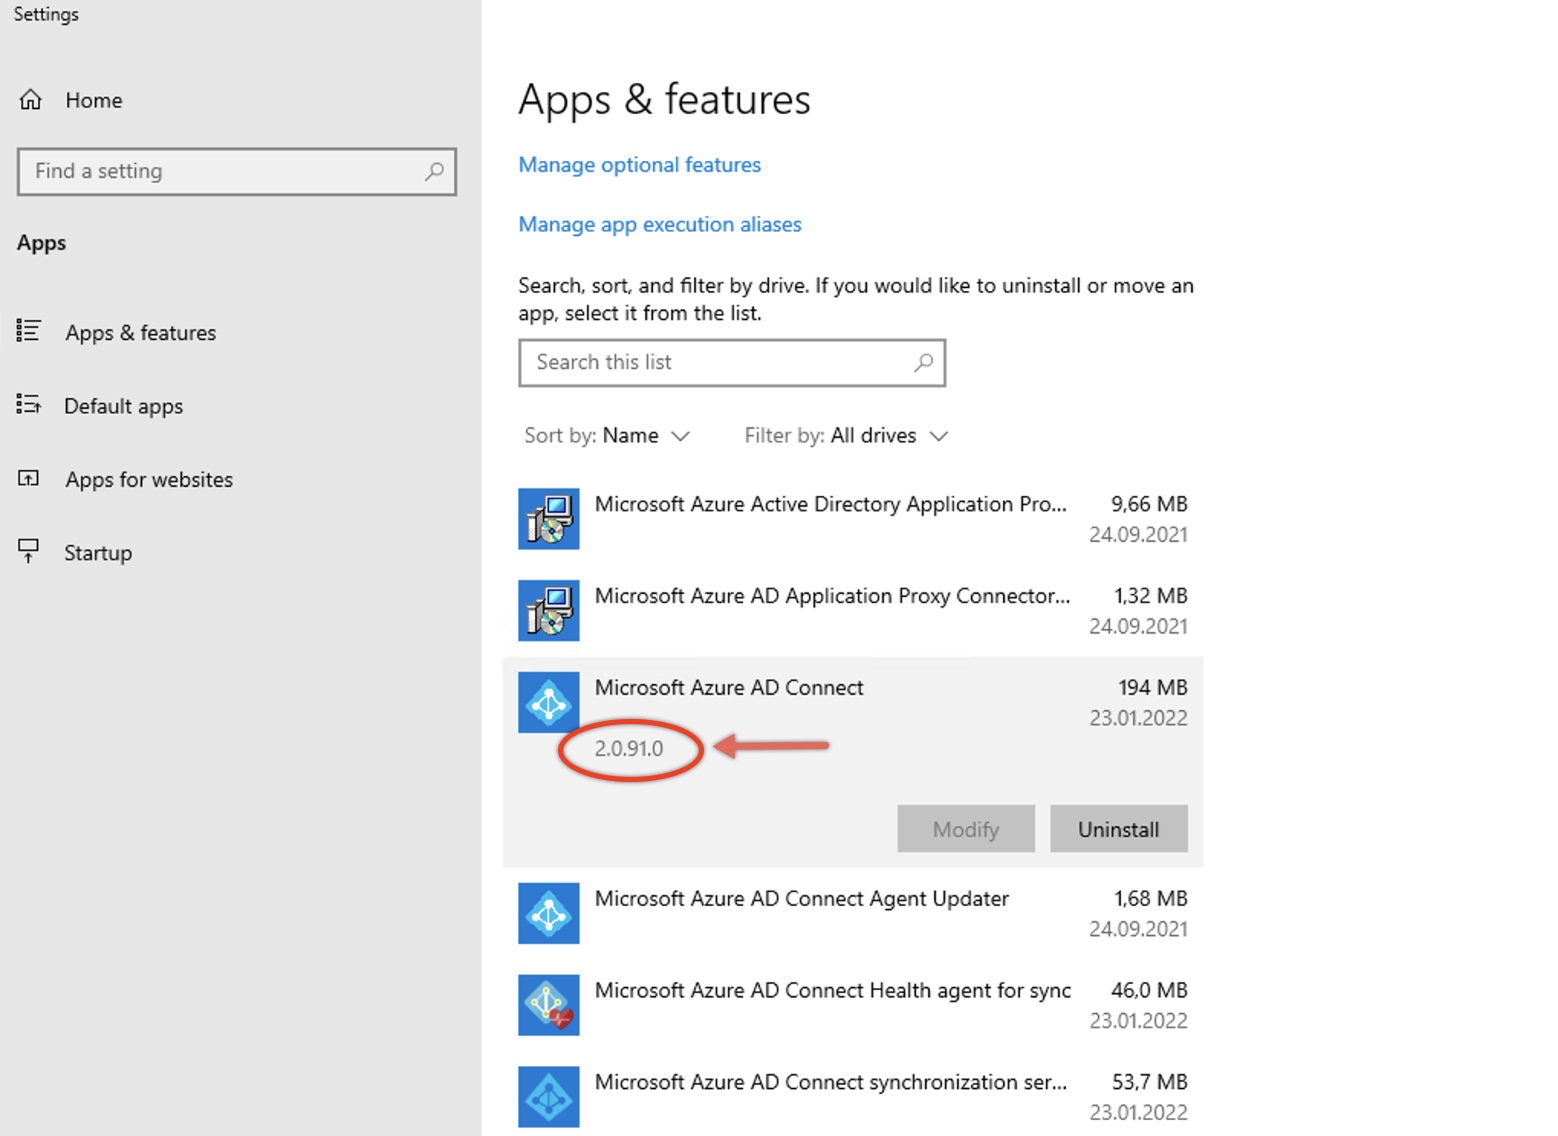 Settings
Home
Find a setting
Apps
Apps & features
Default apps
Apps for websites
Startup
Apps & features
Manage optional features
Manage app execution aliases
Search, sort, and filter by drive. If you would like to uninstall or move an
app, select it from the list.
Search this list
Sort by: Name Filter by: All drives
Microsoft Azure Active Directory Application Pro... 9,66 MB
24.09.2021
Microsoft Azure AD Application Proxy Connector... 1,32 MB
24.09.2021
Microsoft Azure AD Connect 194 MB
23.01.2022
2.0.91.0
Modify Uninstall
Microsoft Azure AD Connect Agent Updater 1,68 MB
24.09.2021
Microsoft Azure AD Connect Health agent for sync 46,0 MB
23.01.2022
Microsoft Azure AD Connect synchronization ser... 53,7 MB
23.01.2022